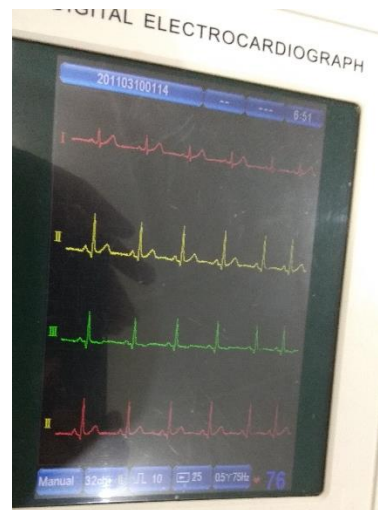 DIGITAL ELECTROCARDIOGRAPH
201103100114 -- --- 6:51
I
II
III
II
Manual 10 25 76